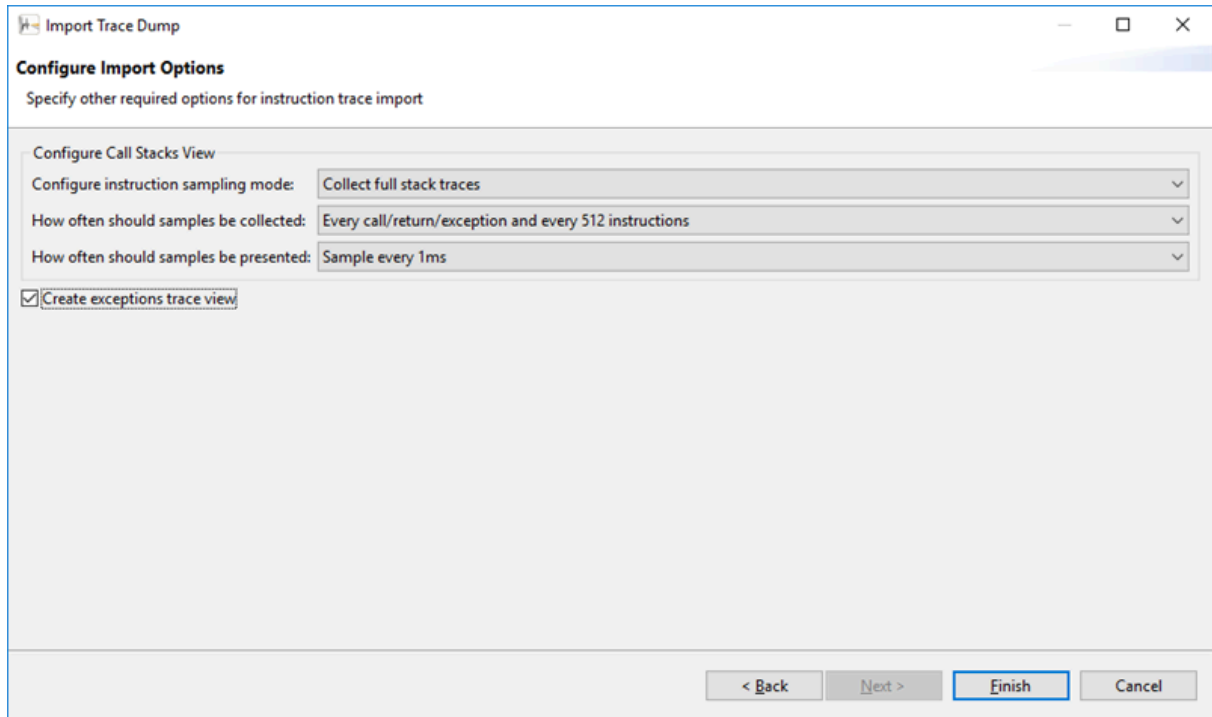 Import Trace Dump
Configure Import Options
Specify other required options for instruction trace import
Configure Call Stacks View
Configure instruction sampling mode: Collect full stack traces
How often should samples be collected: Every call/return/exception and every 512 instructions
How often should samples be presented: Sample every 1ms
Create exceptions trace view
< Back Next > Finish Cancel